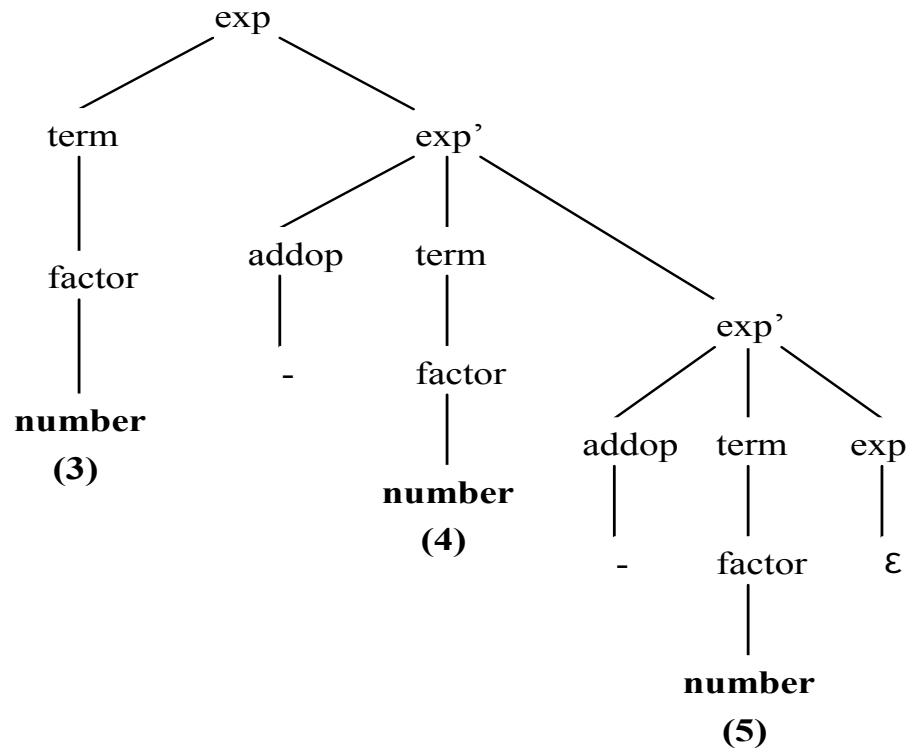 exp
term exp’
addop term
factor
exp’
- factor
number
(3)
addop term exp
number
(4)
- factor ε
number
(5)